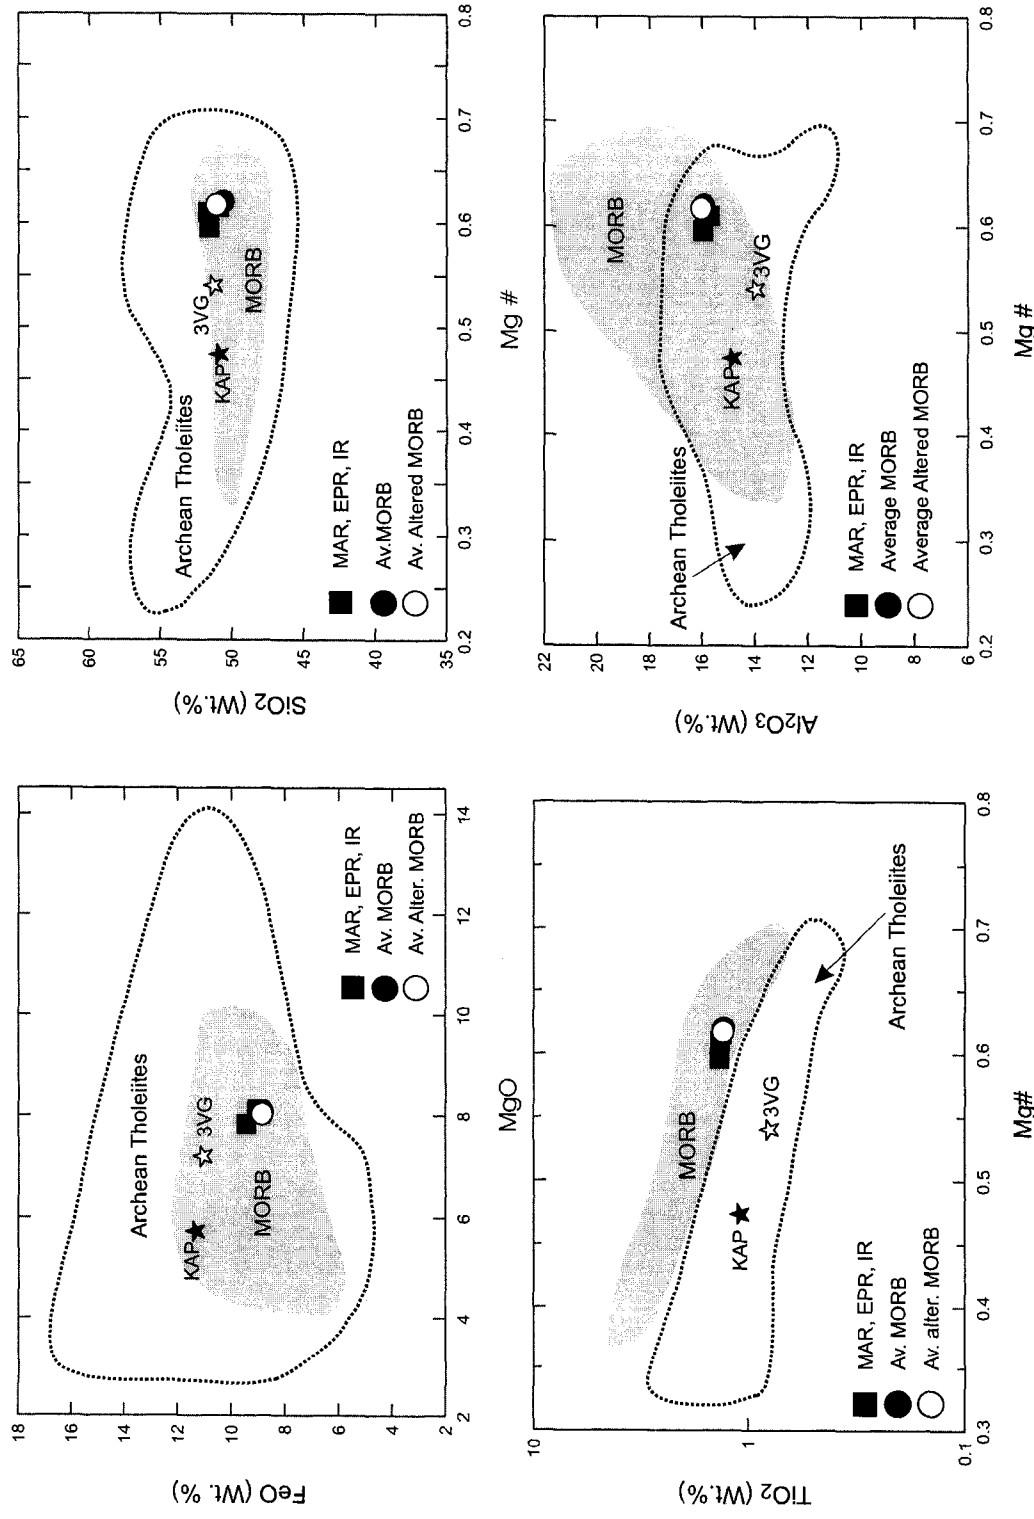 FeO (Wt. %)
18
16
14
12
10
8
6
4
2
Archean Tholeiites
KAP
3VG
MORB
MAR, EPR, IR
Av. MORB
Av. Alter. MORB
2
4
6
8
10
12
14
MgO
SiO2 (Wt.%)
65
60
55
50
45
40
35
Archean Tholeiites
KAP
3VG
MORB
MAR, EPR, IR
Av.MORB
Av. Altered MORB
0.2
0.3
0.4
0.5
0.6
0.7
0.8
Mg #
TiO2 (Wt.%)
10
1
0.1
MORB
KAP
3VG
Archean Tholeiites
MAR, EPR, IR
Av. MORB
Av. alter. MORB
0.3
0.4
0.5
0.6
0.7
0.8
Mg#
Al2O3 (Wt.%)
22
20
18
16
14
12
10
8
6
Archean Tholeiites
MORB
KAP
3VG
MAR, EPR, IR
Average MORB
Average Altered MORB
0.2
0.3
0.4
0.5
0.6
0.7
0.8
Mg #